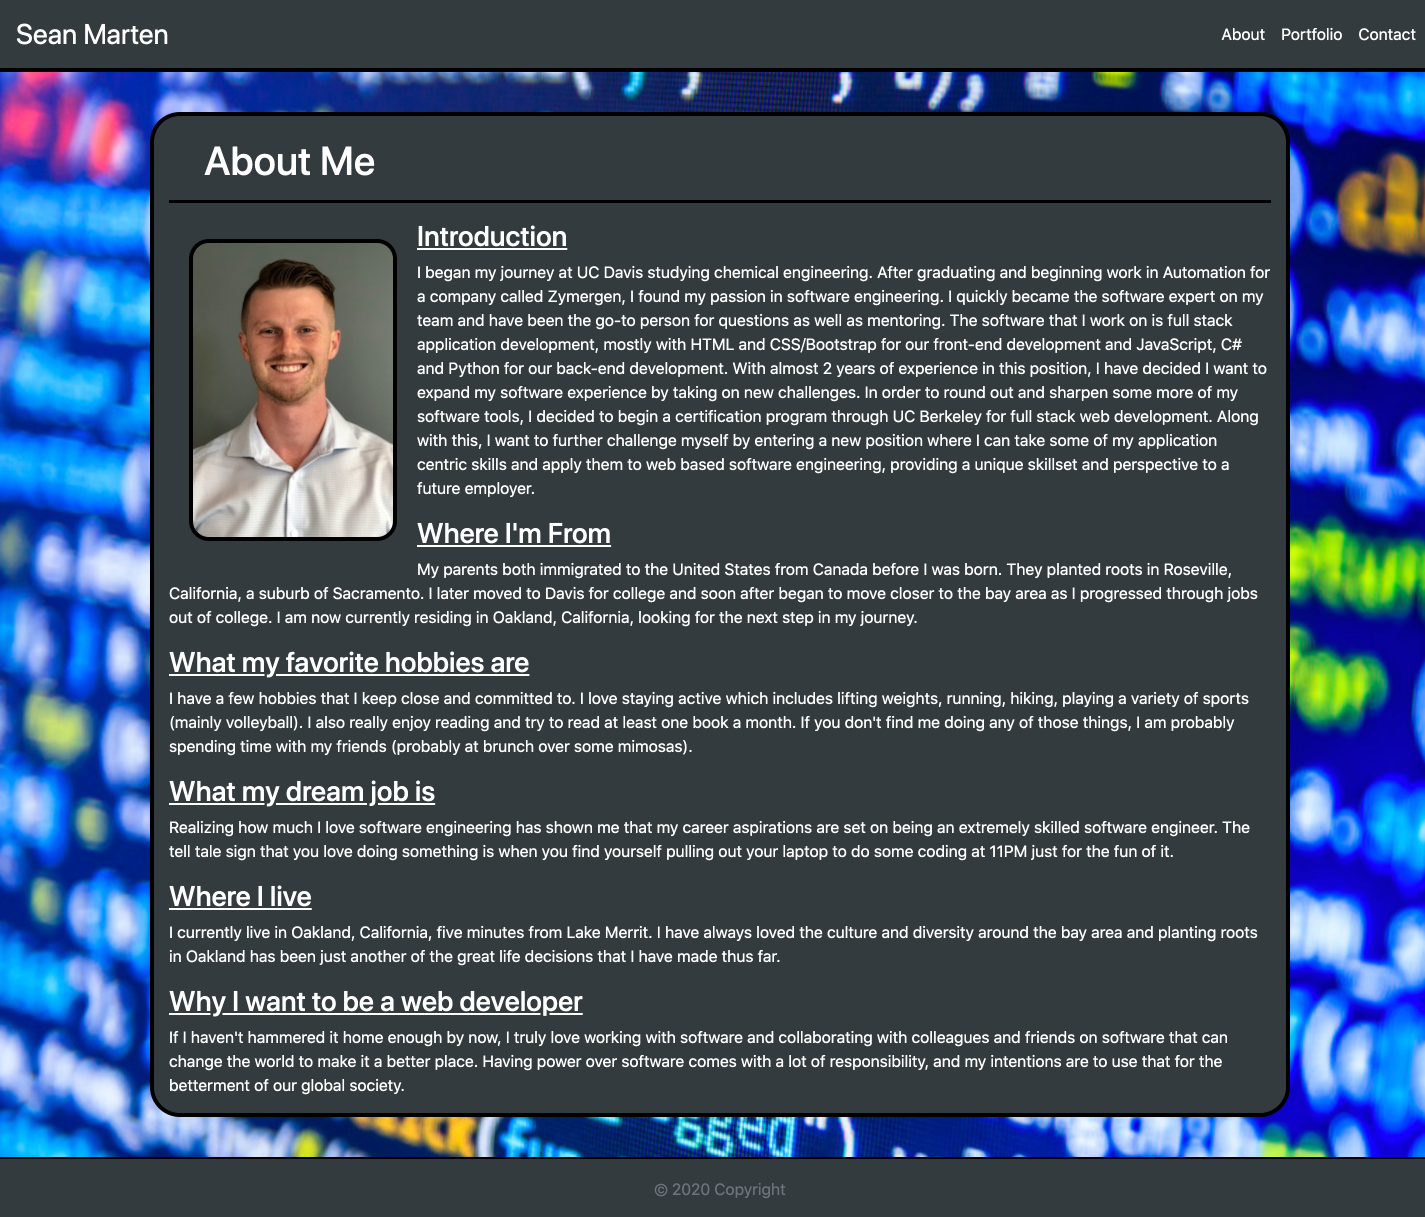 Sean Marten
About Portfolio Contact
About Me
Introduction
I began my journey at UC Davis studying chemical engineering. After graduating and beginning work in Automation for
a company called Zymergen, I found my passion in software engineering. I quickly became the software expert on my
team and have been the go-to person for questions as well as mentoring. The software that I work on is full stack
application development, mostly with HTML and CSS/Bootstrap for our front-end development and JavaScript, C#
and Python for our back-end development. With almost 2 years of experience in this position, I have decided I want to
expand my software experience by taking on new challenges. In order to round out and sharpen some more of my
software tools, I decided to begin a certification program through UC Berkeley for full stack web development. Along
with this, I want to further challenge myself by entering a new position where I can take some of my application
centric skills and apply them to web based software engineering, providing a unique skillset and perspective to a
future employer.
Where I'm From
My parents both immigrated to the United States from Canada before I was born. They planted roots in Roseville,
California, a suburb of Sacramento. I later moved to Davis for college and soon after began to move closer to the bay area as I progressed through jobs
out of college. I am now currently residing in Oakland, California, looking for the next step in my journey.
What my favorite hobbies are
I have a few hobbies that I keep close and committed to. I love staying active which includes lifting weights, running, hiking, playing a variety of sports
(mainly volleyball). I also really enjoy reading and try to read at least one book a month. If you don't find me doing any of those things, I am probably
spending time with my friends (probably at brunch over some mimosas).
What my dream job is
Realizing how much I love software engineering has shown me that my career aspirations are set on being an extremely skilled software engineer. The
tell tale sign that you love doing something is when you find yourself pulling out your laptop to do some coding at 11PM just for the fun of it.
Where I live
I currently live in Oakland, California, five minutes from Lake Merrit. I have always loved the culture and diversity around the bay area and planting roots
in Oakland has been just another of the great life decisions that I have made thus far.
Why I want to be a web developer
If I haven't hammered it home enough by now, I truly love working with software and collaborating with colleagues and friends on software that can
change the world to make it a better place. Having power over software comes with a lot of responsibility, and my intentions are to use that for the
betterment of our global society.
© 2020 Copyright